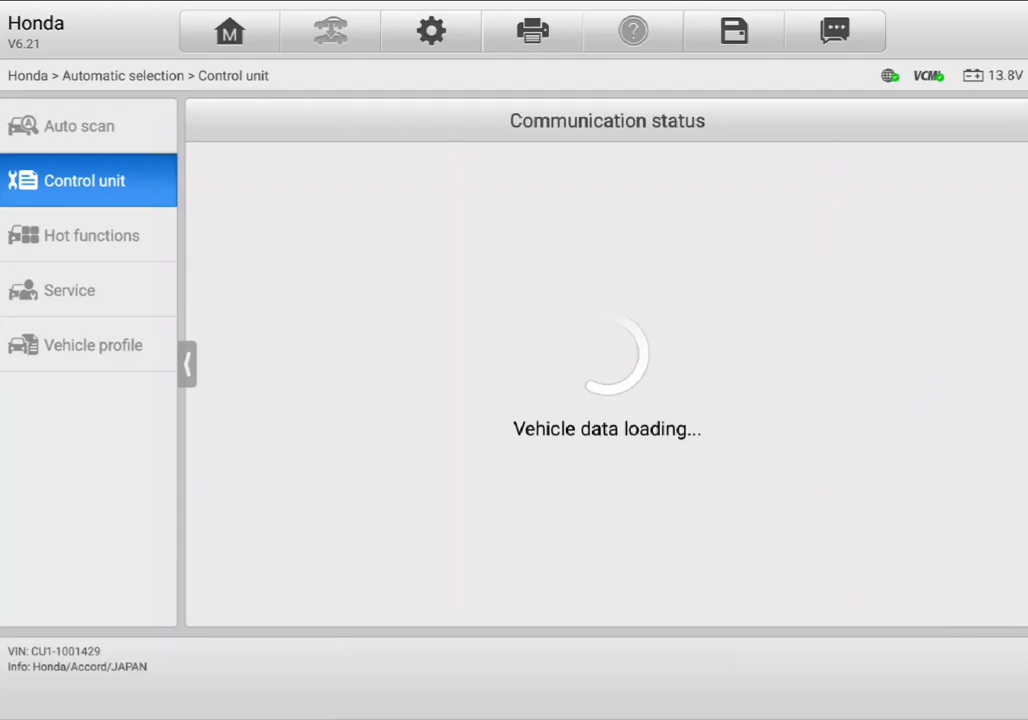 Honda
V6.21
M
?
Honda > Automatic selection > Control unit
VCMI
13.8V
Auto scan
Control unit
Hot functions
Service
Vehicle profile
Communication status
Vehicle data loading...
VIN: CU1-1001429
Info: Honda/Accord/JAPAN